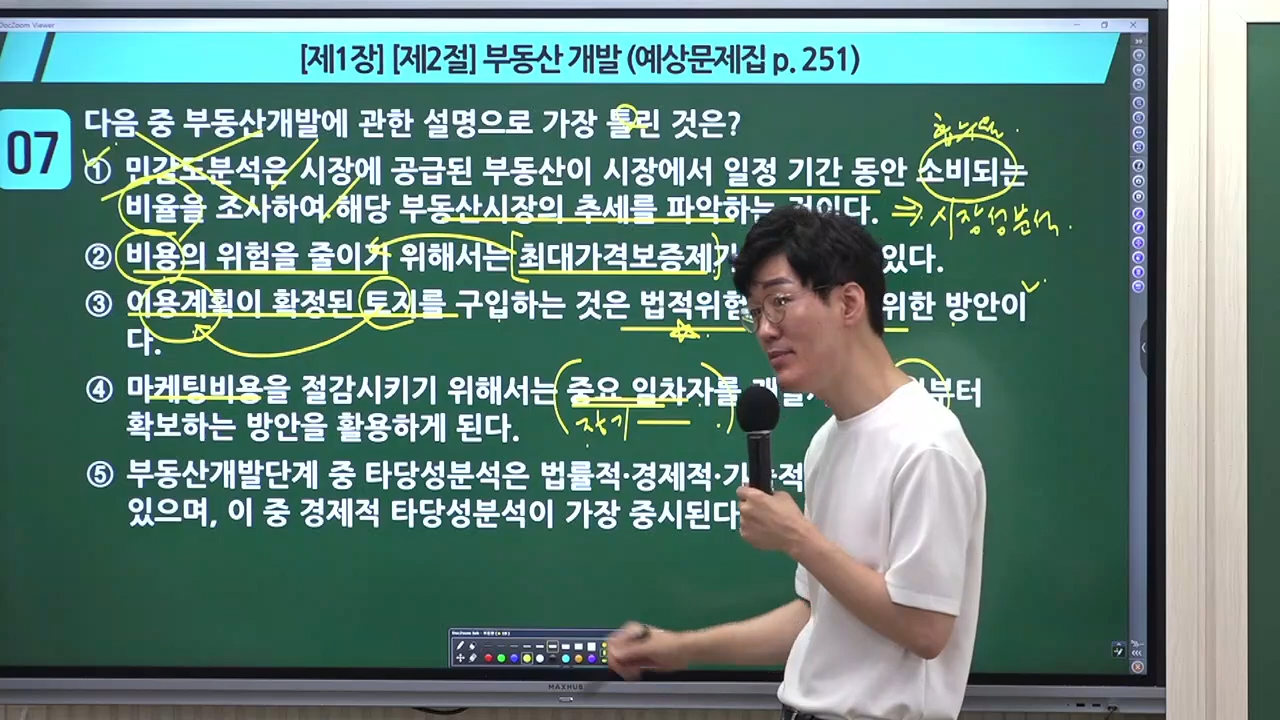 DocZoom Viewer
[제1장] [제2절] 부동산 개발 (예상문제집 p. 251)
07
다음 중 부동산개발에 관한 설명으로 가장 틀린 것은?
① 민감도분석은 시장에 공급된 부동산이 시장에서 일정 기간 동안 소비되는
비율을 조사하여 해당 부동산시장의 추세를 파악하는 것이다. ⇒ 시장성분석.
② 비용의 위험을 줄이기 위해서는 최대가격보증제가 있다.
③ 이용계획이 확정된 토지를 구입하는 것은 법적위험 위한 방안이
다.
④ 마케팅비용을 절감시키기 위해서는 중요 일차자를 부터
장기
확보하는 방안을 활용하게 된다.
⑤ 부동산개발단계 중 타당성분석은 법률적·경제적·기술적
있으며, 이 중 경제적 타당성분석이 가장 중시된다
MAXHUB